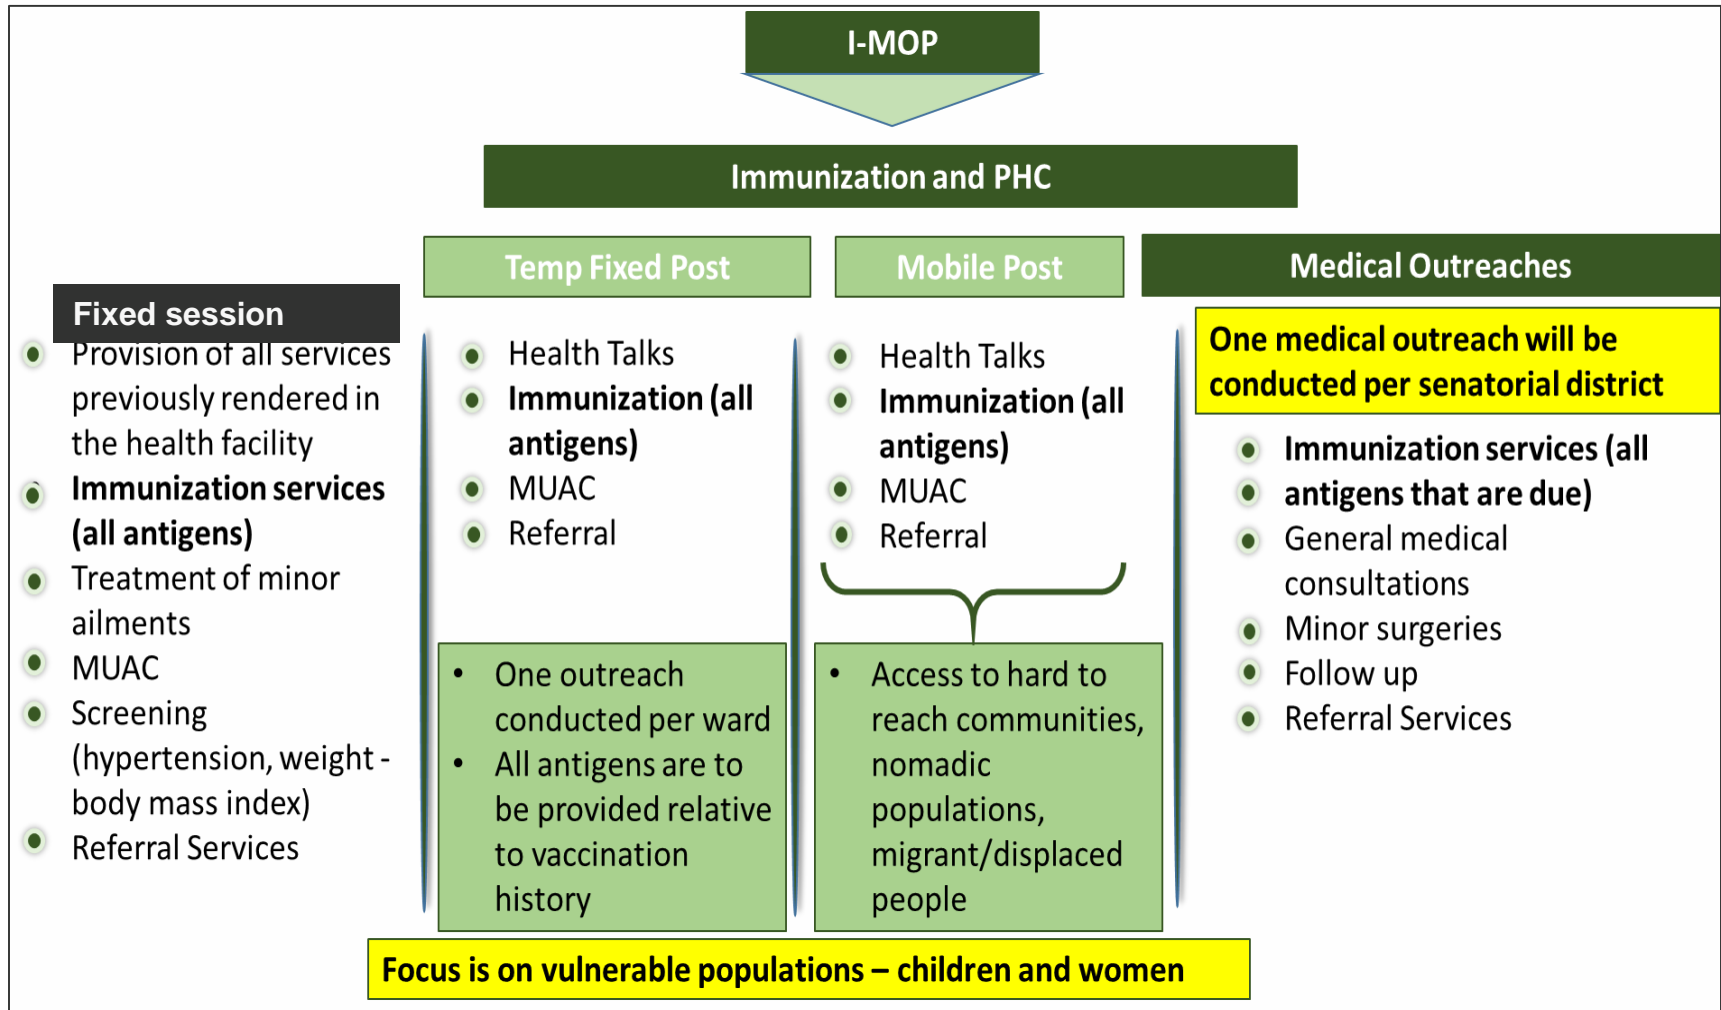 I-MOP
Immunization and PHC
Fixed session
Provision of all services
previously rendered in
the health facility
Immunization services
(all antigens)
Treatment of minor
ailments
MUAC
Screening
(hypertension, weight -
body mass index)
Referral Services
Temp Fixed Post
Health Talks
Immunization (all
antigens)
MUAC
Referral
One outreach
conducted per ward
All antigens are to
be provided relative
to vaccination
history
Mobile Post
Health Talks
Immunization (all
antigens)
MUAC
Referral
Access to hard to
reach communities,
nomadic
populations,
migrant/displaced
people
Medical Outreaches
One medical outreach will be
conducted per senatorial district
Immunization services (all
antigens that are due)
General medical
consultations
Minor surgeries
Follow up
Referral Services
Focus is on vulnerable populations – children and women